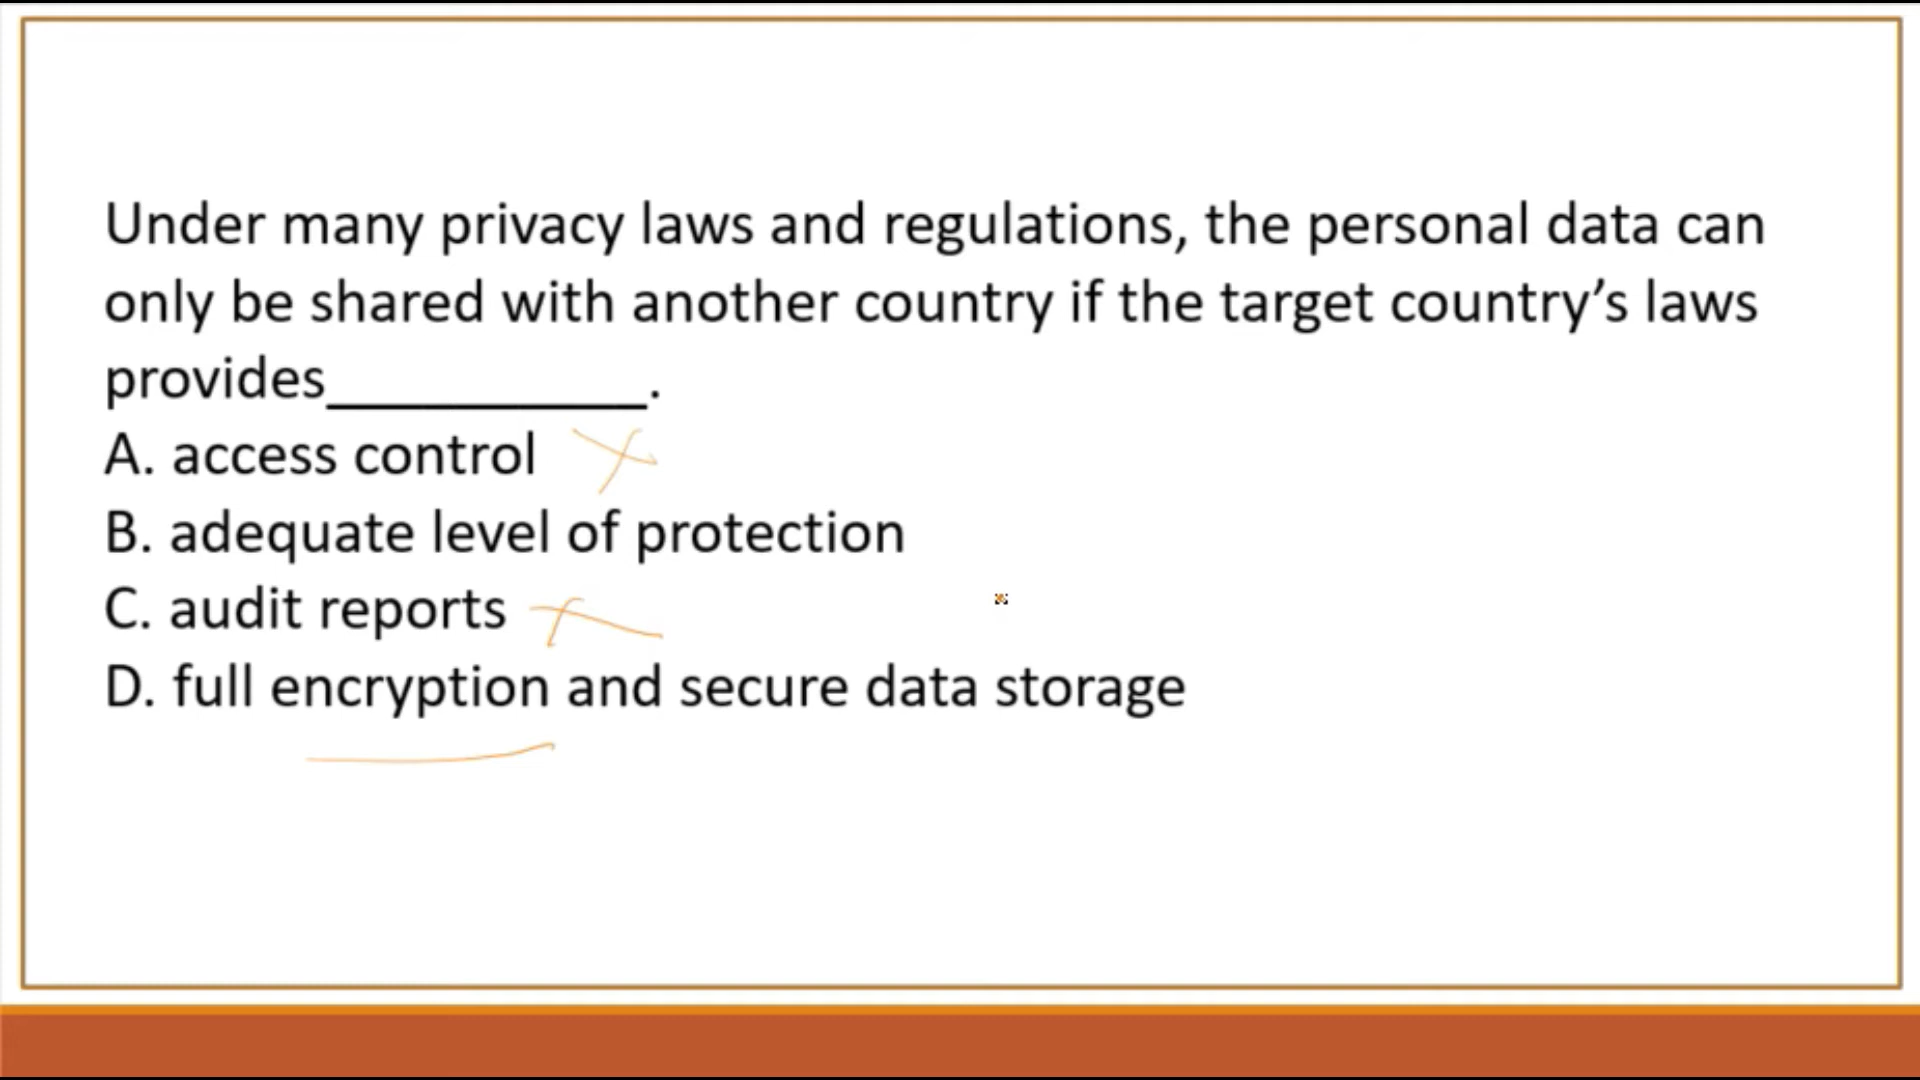 Under many privacy laws and regulations, the personal data can
only be shared with another country if the target country’s laws
provides__________.
A. access control
B. adequate level of protection
C. audit reports
D. full encryption and secure data storage